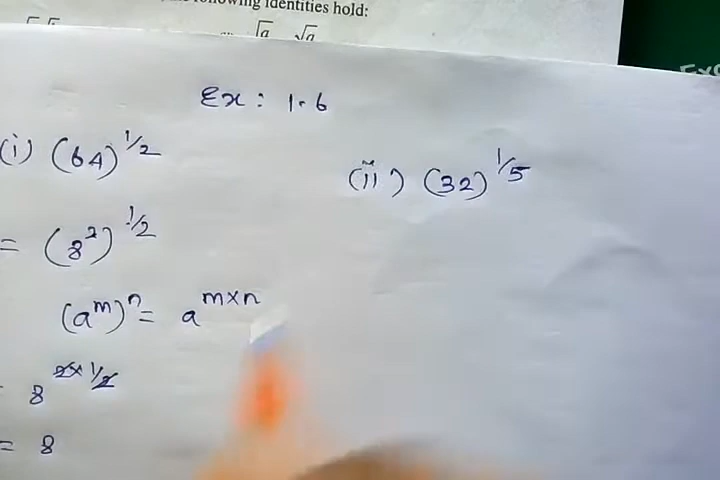 following identities hold:
√a √a
Ex: 1.6
(i) (64)^1/2
= (8^2)^1/2
(a^m)^n = a^m×n
= 8^2×1/2
= 8
(ii) (32)^1/5